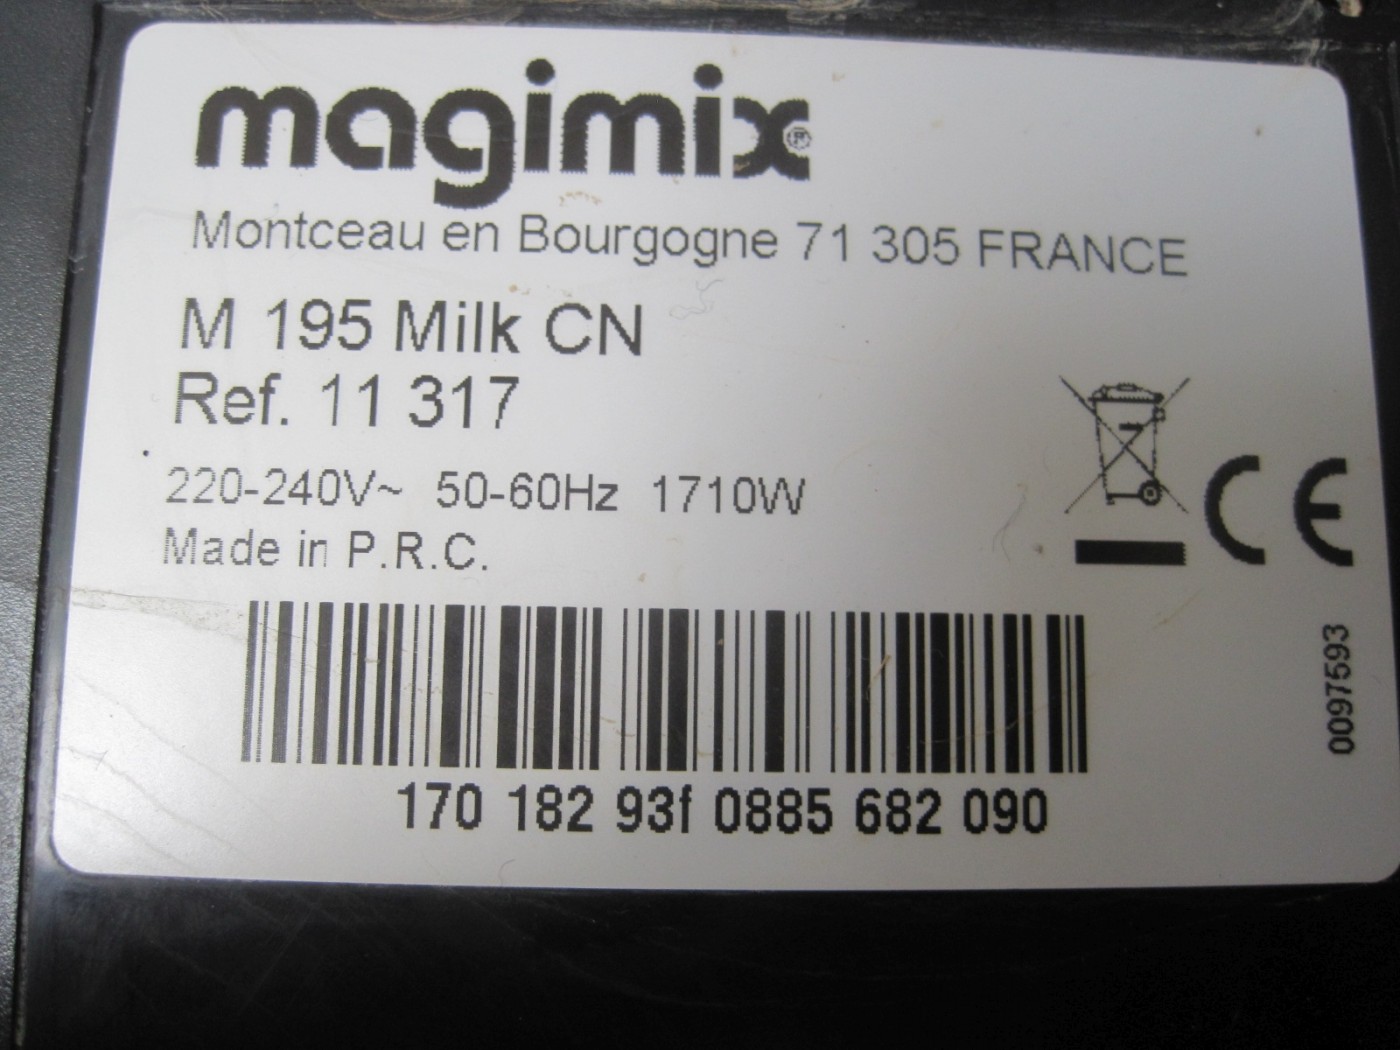 magimix®
Montceau en Bourgogne 71 305 FRANCE
M 195 Milk CN
Ref. 11 317
220-240V~ 50-60Hz 1710W
Made in P.R.C.
CE
0097593
170 182 93f 0885 682 090